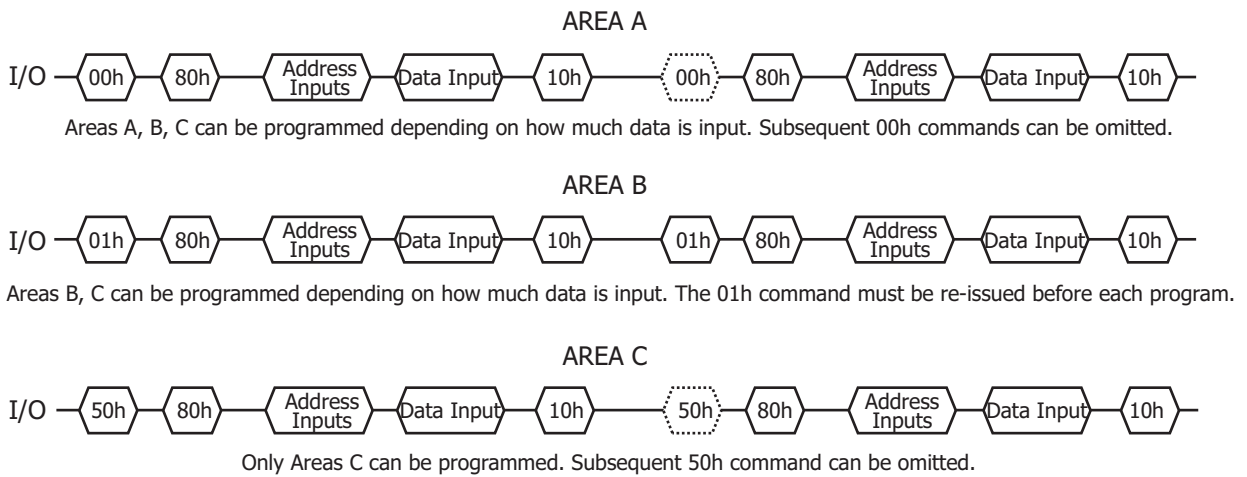 AREA A
I/O 00h 80h Address Inputs Data Input 10h 00h 80h Address Inputs Data Input 10h
Areas A, B, C can be programmed depending on how much data is input. Subsequent 00h commands can be omitted.
AREA B
I/O 01h 80h Address Inputs Data Input 10h 01h 80h Address Inputs Data Input 10h
Areas B, C can be programmed depending on how much data is input. The 01h command must be re-issued before each program.
AREA C
I/O 50h 80h Address Inputs Data Input 10h 50h 80h Address Inputs Data Input 10h
Only Areas C can be programmed. Subsequent 50h command can be omitted.